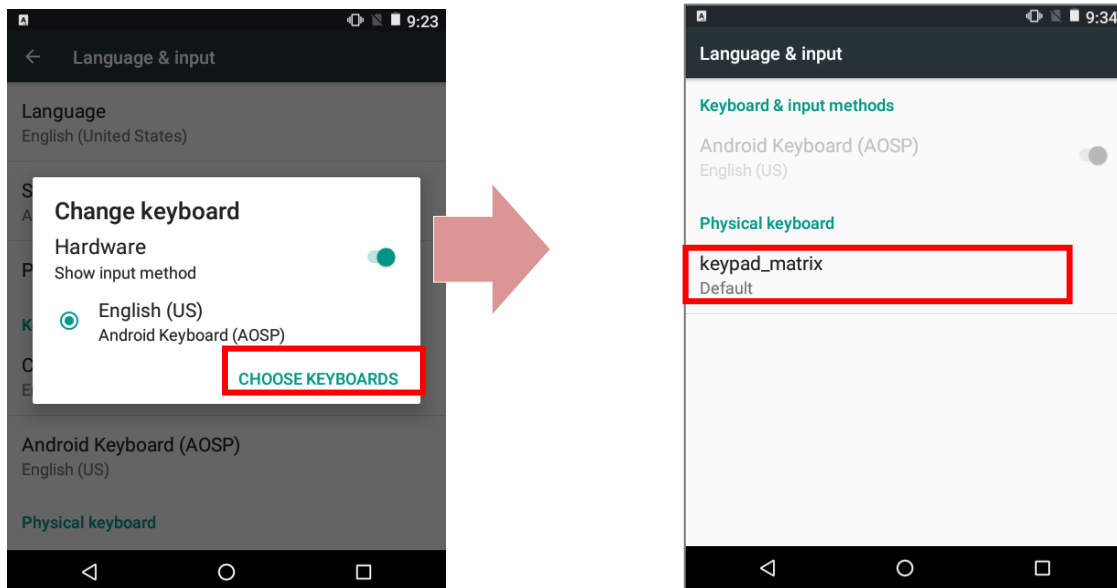 9:23
Language & input
Language
English (United States)
S
A
Change keyboard
Hardware
Show input method
P
English (US)
Android Keyboard (AOSP)
K
C
CHOOSE KEYBOARDS
E
Android Keyboard (AOSP)
English (US)
Physical keyboard
9:34
Language & input
Keyboard & input methods
Android Keyboard (AOSP)
English (US)
Physical keyboard
keypad_matrix
Default